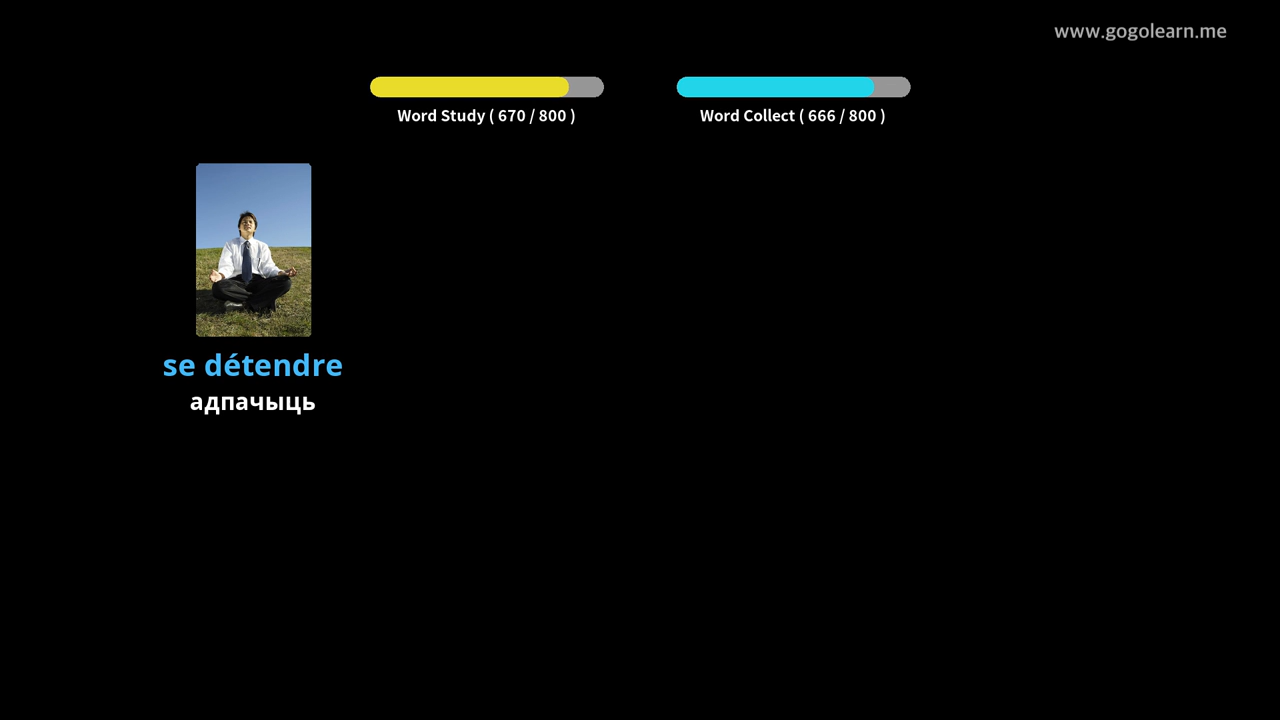 www.gogolearn.me
Word Study ( 670 / 800 )
Word Collect ( 666 / 800 )
se détendre
адпачыць